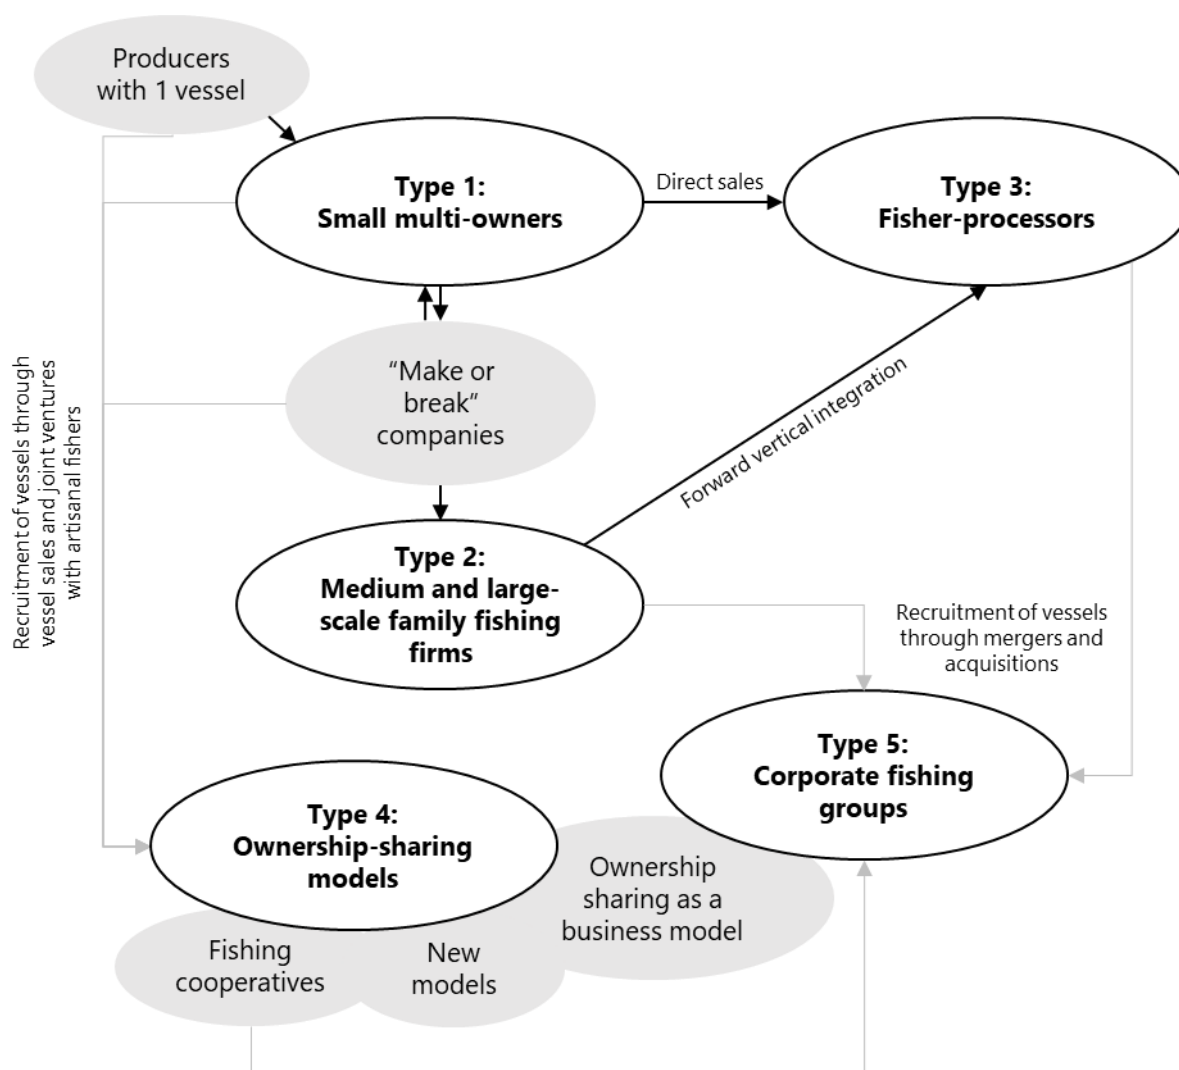 Producers
with 1 vessel
Type 1:
Small multi-owners
Direct sales
Type 3:
Fisher-processors
“Make or
break”
companies
Forward vertical integration
Recruitment of vessels through
vessel sales and joint ventures
with artisanal fishers
Type 2:
Medium and large-
scale family fishing
firms
Recruitment of vessels
through mergers and
acquisitions
Type 5:
Corporate fishing
groups
Type 4:
Ownership-sharing
models
Ownership
sharing as a
business model
Fishing
cooperatives
New
models